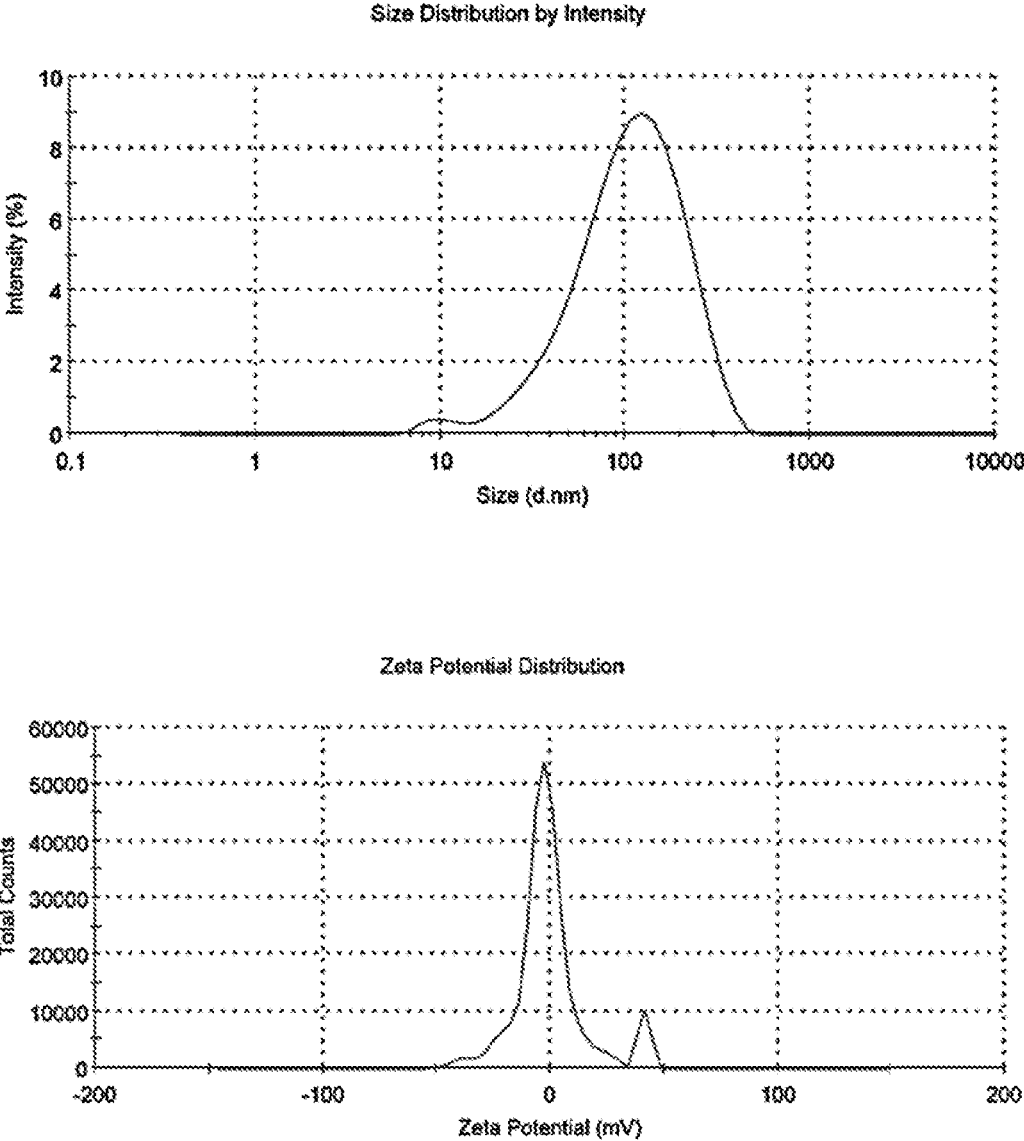 Size Distribution by Intensity
10
8
6
4
2
0
Intensity (%)
0.1 1 10 100 1000 10000
Size (d.nm)
Zeta Potential Distribution
60000
50000
40000
30000
20000
10000
0
Total Counts
-200 -100 0 100 200
Zeta Potential (mV)